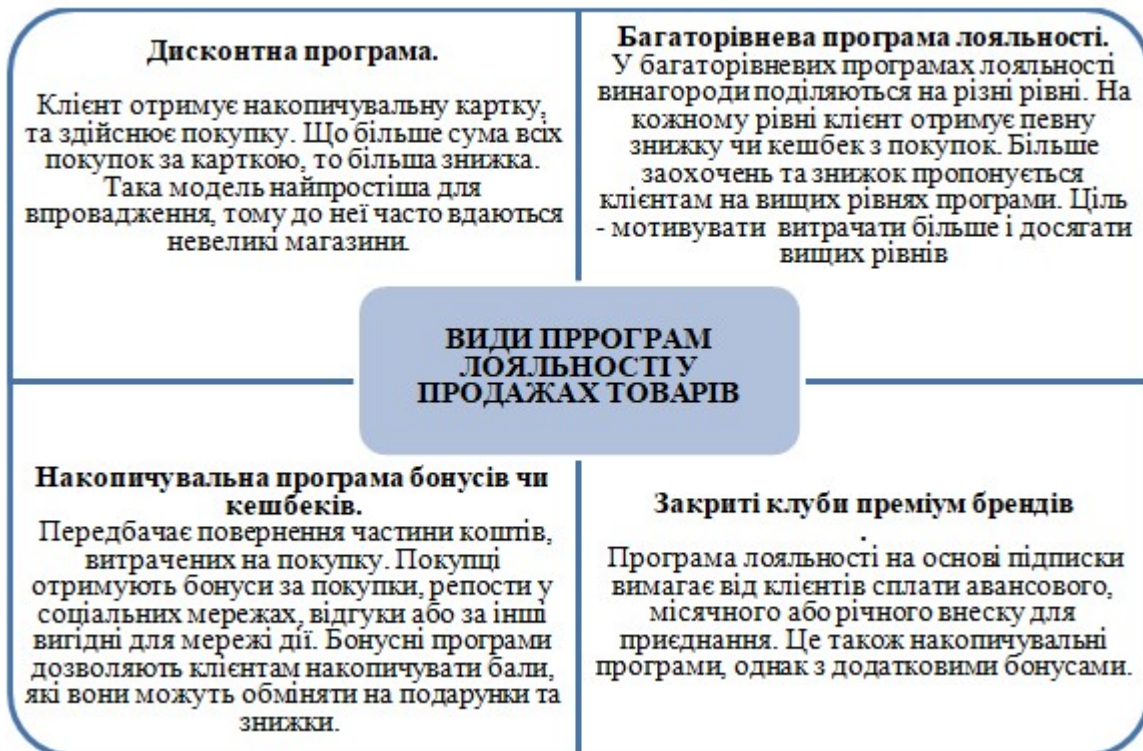 Дисконтна програма.
Клієнт отримує накопичувальну картку,
та здійснює покупку. Що більше сума всіх
покупок за карткою, то більша знижка.
Така модель найпростіша для
впровадження, тому до неї часто вдаються
невеликі магазини.
Багаторівнева програма лояльності.
У багаторівневих програмах лояльності
винагороди поділяються на різні рівні. На
кожному рівні клієнт отримує певну
знижку чи кешбек з покупок. Більше
заохочень та знижок пропонується
клієнтам на вищих рівнях програми. Ціль
- мотивувати витрачати більше і досягати
вищих рівнів
ВИДИ ПРРОГРАМ
ЛОЯЛЬНОСТІ У
ПРОДАЖАХ ТОВАРІВ
Накопичувальна програма бонусів чи
кешбеків.
Передбачає повернення частини коштів,
витрачених на покупку. Покупці
отримують бонуси за покупки, репости у
соціальних мережах, відгуки або за інші
вигідні для мережі дії. Бонусні програми
дозволяють клієнтам накопичувати бали,
які вони можуть обміняти на подарунки та
знижки.
Закриті клуби преміум брендів
.
Програма лояльності на основі підписки
вимагає від клієнтів сплати авансового,
місячного або річного внеску для
приєднання. Це також накопичувальні
програми, однак з додатковими бонусами.